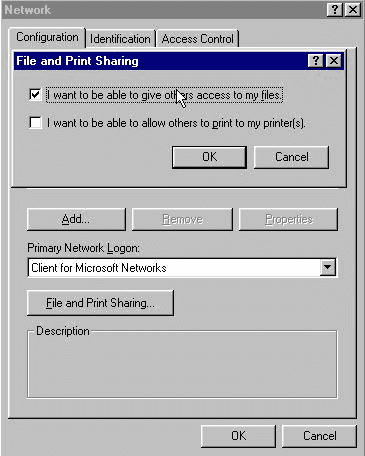 Network
Configuration Identification Access Control
File and Print Sharing
I want to be able to give others access to my files.
I want to be able to allow others to print to my printer(s).
OK Cancel
Add... Remove Properties
Primary Network Logon:
Client for Microsoft Networks
File and Print Sharing...
Description
OK Cancel